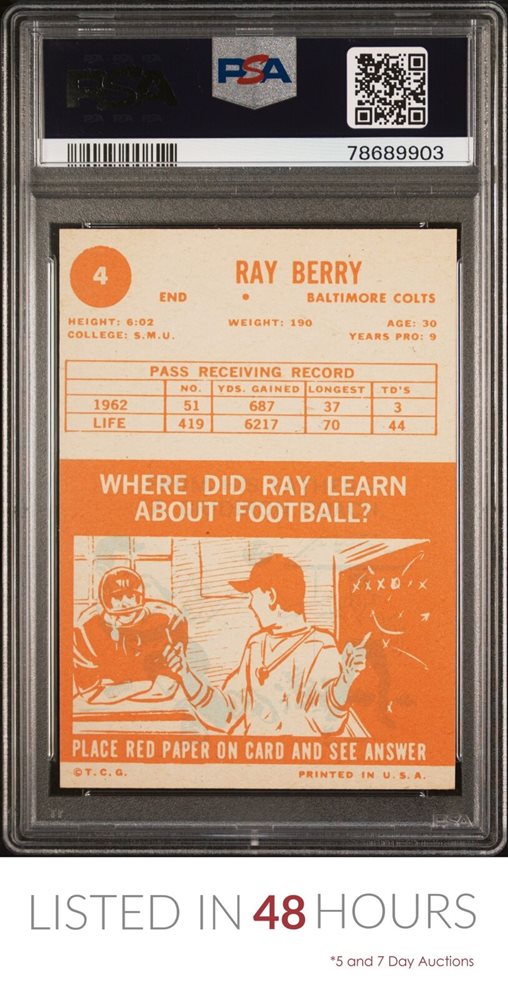 PSA
PSA
78689903
4
RAY BERRY
END • BALTIMORE COLTS
HEIGHT: 6:02 WEIGHT: 190 AGE: 30
COLLEGE: S.M.U. YEARS PRO: 9
PASS RECEIVING RECORD
NO. YDS. GAINED LONGEST TD'S
1962 51 687 37 3
LIFE 419 6217 70 44
WHERE DID RAY LEARN
ABOUT FOOTBALL?
XXXO.X
PLACE RED PAPER ON CARD AND SEE ANSWER
©T.C.G. PRINTED IN U.S.A.
PSA
LISTED IN 48 HOURS
*5 and 7 Day Auctions